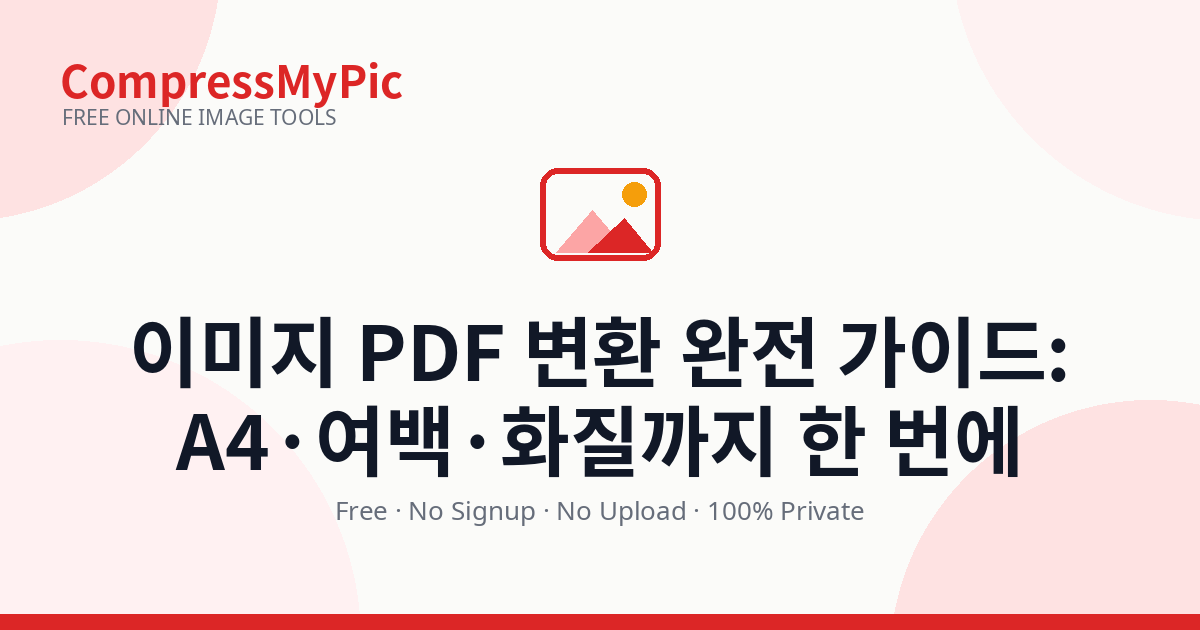 CompressMyPic
FREE ONLINE IMAGE TOOLS
이미지 PDF 변환 완전 가이드:
A4·여백·화질까지 한 번에
Free · No Signup · No Upload · 100% Private